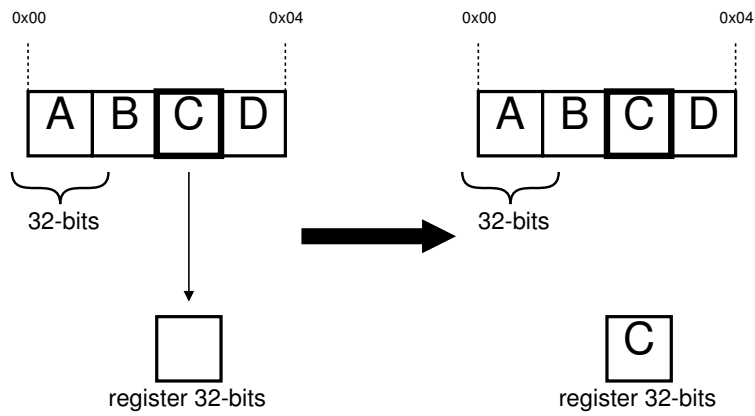 0x00 0x04 0x00 0x04
A B C D A B C D
32-bits 32-bits
C
register 32-bits register 32-bits